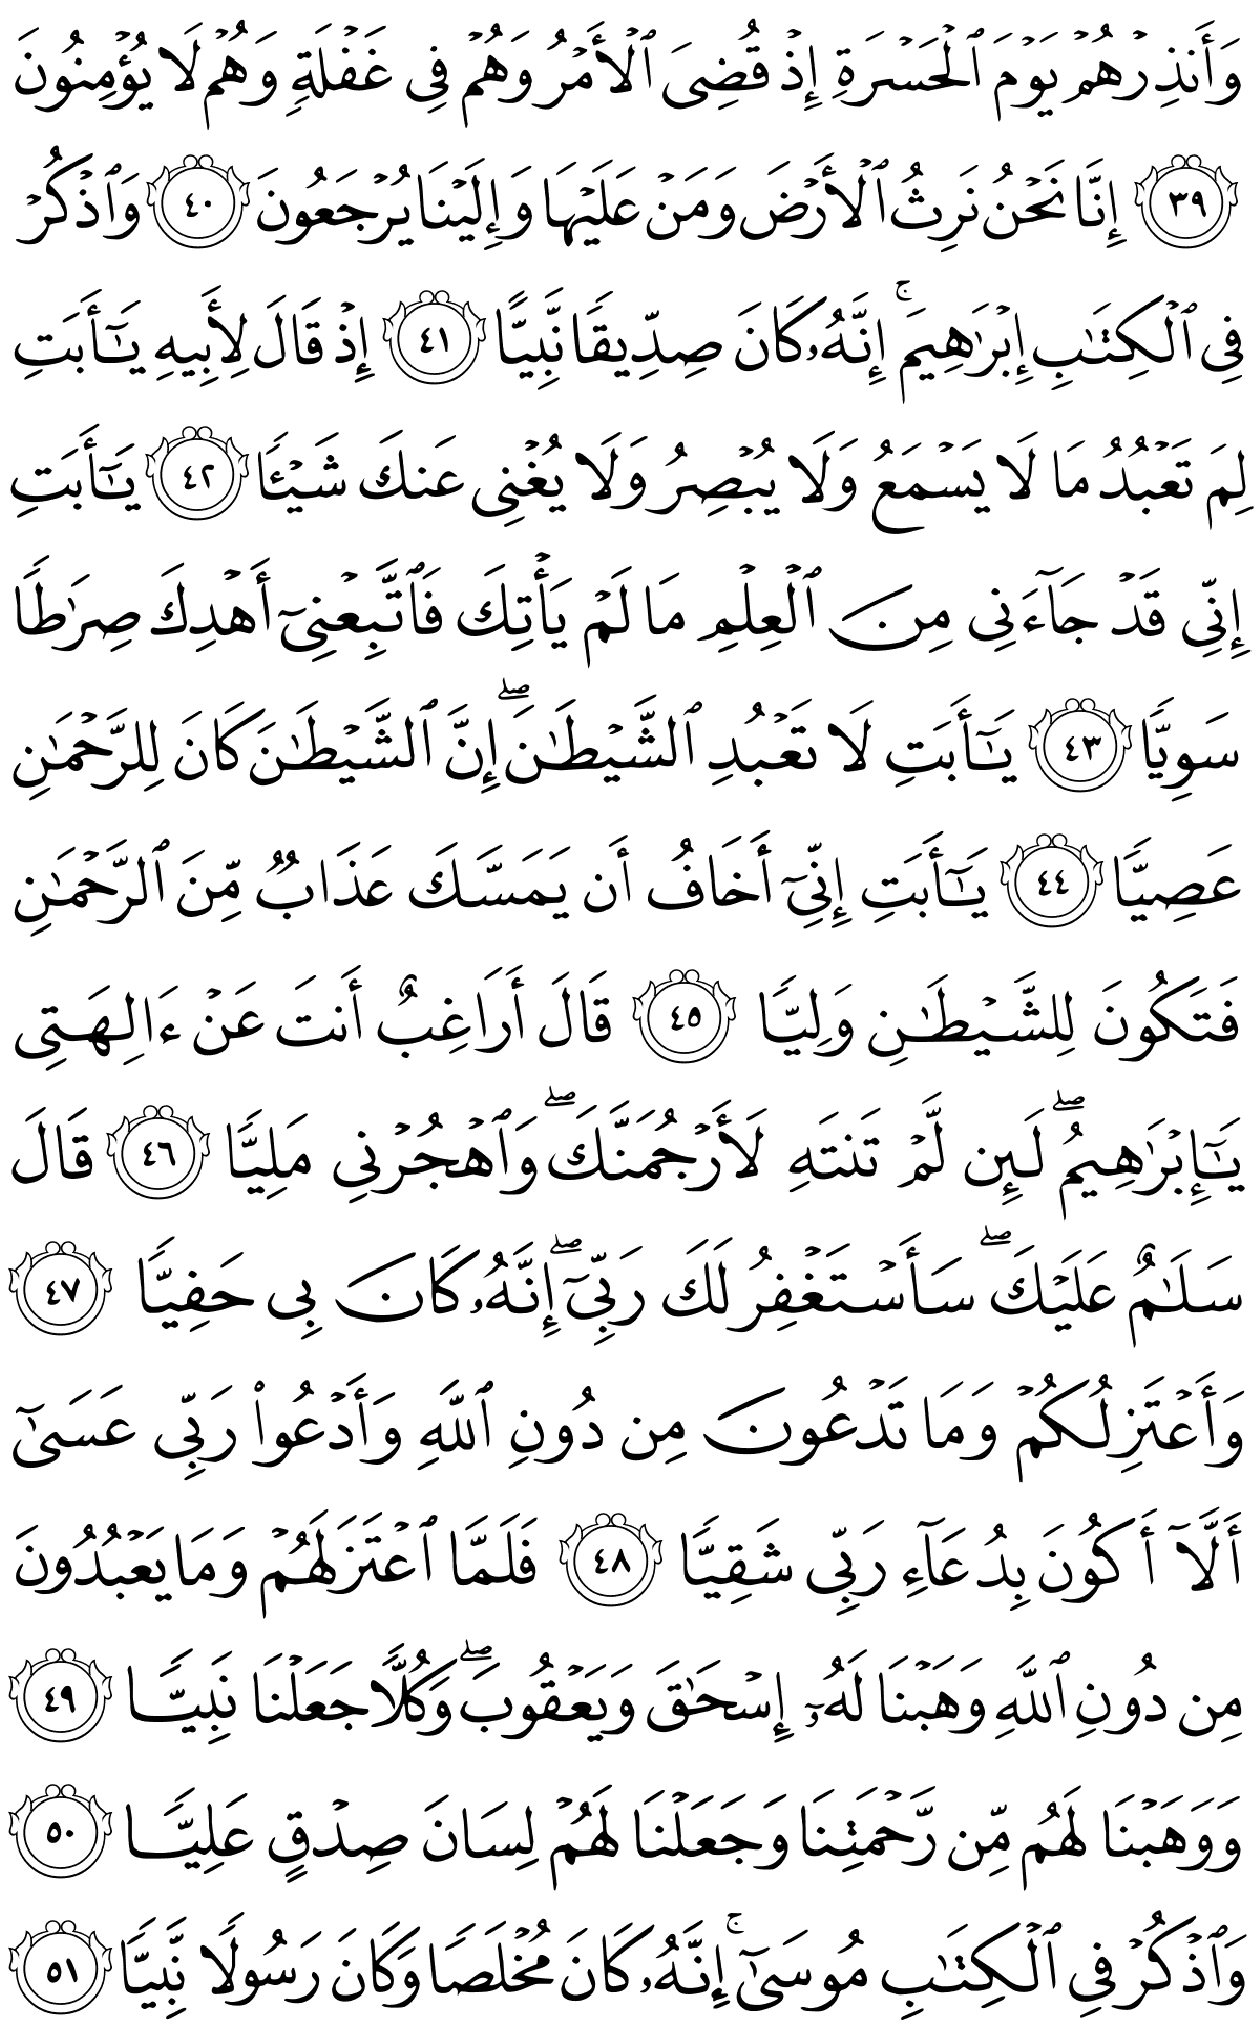 وَأَنذِرْهُمْ يَوْمَ ٱلْحَسْرَةِ إِذْ قُضِىَ ٱلْأَمْرُ وَهُمْ فِى غَفْلَةٍ وَهُمْ لَا يُؤْمِنُونَ
٣٩ إِنَّا نَحْنُ نَرِثُ ٱلْأَرْضَ وَمَنْ عَلَيْهَا وَإِلَيْنَا يُرْجَعُونَ ٤٠ وَٱذْكُرْ
فِى ٱلْكِتَـٰبِ إِبْرَٰهِيمَ ۚ إِنَّهُۥ كَانَ صِدِّيقًا نَّبِيًّا ٤١ إِذْ قَالَ لِأَبِيهِ يَـٰٓأَبَتِ
لِمَ تَعْبُدُ مَا لَا يَسْمَعُ وَلَا يُبْصِرُ وَلَا يُغْنِى عَنكَ شَيْـًٔا ٤٢ يَـٰٓأَبَتِ
إِنِّى قَدْ جَآءَنِى مِنَ ٱلْعِلْمِ مَا لَمْ يَأْتِكَ فَٱتَّبِعْنِىٓ أَهْدِكَ صِرَٰطًا
سَوِيًّا ٤٣ يَـٰٓأَبَتِ لَا تَعْبُدِ ٱلشَّيْطَـٰنَ ۖ إِنَّ ٱلشَّيْطَـٰنَ كَانَ لِلرَّحْمَـٰنِ
عَصِيًّا ٤٤ يَـٰٓأَبَتِ إِنِّىٓ أَخَافُ أَن يَمَسَّكَ عَذَابٌ مِّنَ ٱلرَّحْمَـٰنِ
فَتَكُونَ لِلشَّيْطَـٰنِ وَلِيًّا ٤٥ قَالَ أَرَاغِبٌ أَنتَ عَنْ ءَالِهَتِى
يَـٰٓإِبْرَٰهِيمُ ۖ لَئِن لَّمْ تَنتَهِ لَأَرْجُمَنَّكَ ۖ وَٱهْجُرْنِى مَلِيًّا ٤٦ قَالَ
سَلَـٰمٌ عَلَيْكَ ۖ سَأَسْتَغْفِرُ لَكَ رَبِّىٓ ۖ إِنَّهُۥ كَانَ بِى حَفِيًّا ٤٧
وَأَعْتَزِلُكُمْ وَمَا تَدْعُونَ مِن دُونِ ٱللَّهِ وَأَدْعُوا۟ رَبِّى عَسَىٰٓ
أَلَّآ أَكُونَ بِدُعَآءِ رَبِّى شَقِيًّا ٤٨ فَلَمَّا ٱعْتَزَلَهُمْ وَمَا يَعْبُدُونَ
مِن دُونِ ٱللَّهِ وَهَبْنَا لَهُۥٓ إِسْحَـٰقَ وَيَعْقُوبَ ۖ وَكُلًّا جَعَلْنَا نَبِيًّا ٤٩
وَوَهَبْنَا لَهُم مِّن رَّحْمَتِنَا وَجَعَلْنَا لَهُمْ لِسَانَ صِدْقٍ عَلِيًّا ٥٠
وَٱذْكُرْ فِى ٱلْكِتَـٰبِ مُوسَىٰٓ ۚ إِنَّهُۥ كَانَ مُخْلَصًا وَكَانَ رَسُولًا نَّبِيًّا ٥١